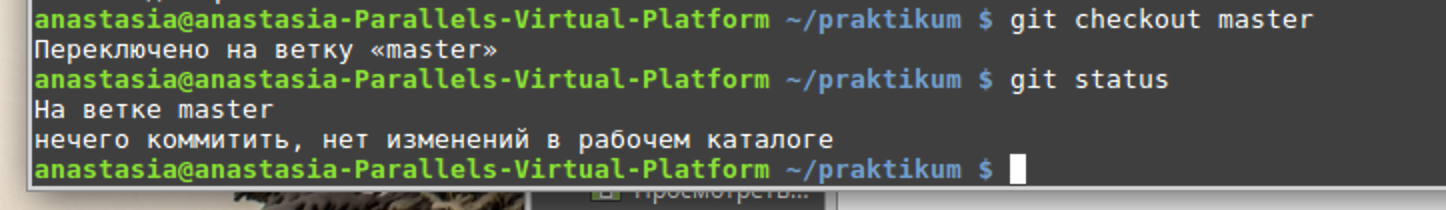 anastasia@anastasia-Parallels-Virtual-Platform ~/praktikum $ git checkout master
Переключено на ветку «master»
anastasia@anastasia-Parallels-Virtual-Platform ~/praktikum $ git status
На ветке master
нечего коммитить, нет изменений в рабочем каталоге
anastasia@anastasia-Parallels-Virtual-Platform ~/praktikum $
Просмотреть...